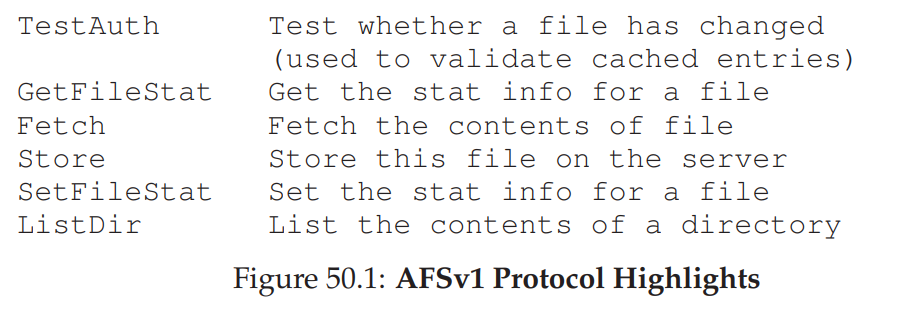 TestAuth Test whether a file has changed
(used to validate cached entries)
GetFileStat Get the stat info for a file
Fetch Fetch the contents of file
Store Store this file on the server
SetFileStat Set the stat info for a file
ListDir List the contents of a directory
Figure 50.1: AFSv1 Protocol Highlights